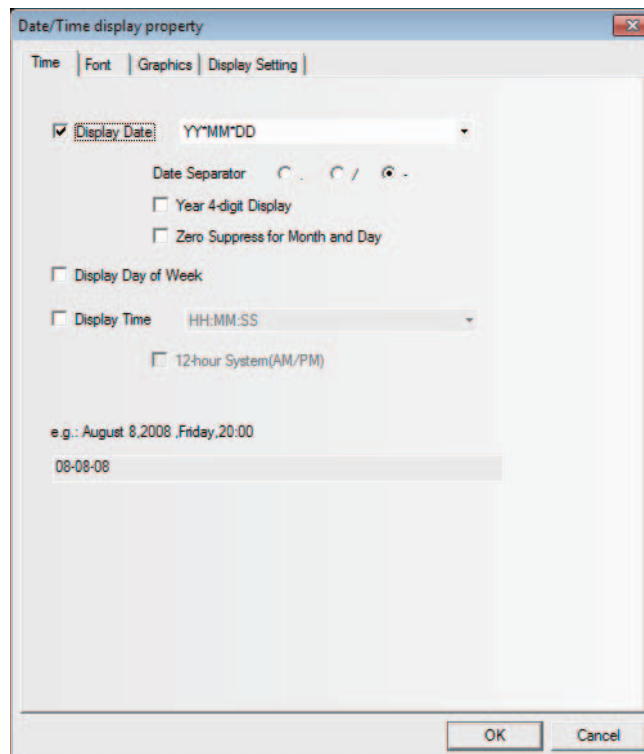 Date/Time display property
Time Font Graphics Display Setting
Display Date YY*MM*DD
Date Separator . / -
Year 4-digit Display
Zero Suppress for Month and Day
Display Day of Week
Display Time HH:MM:SS
12-hour System(AM/PM)
e.g.: August 8,2008 ,Friday,20:00
08-08-08
OK Cancel